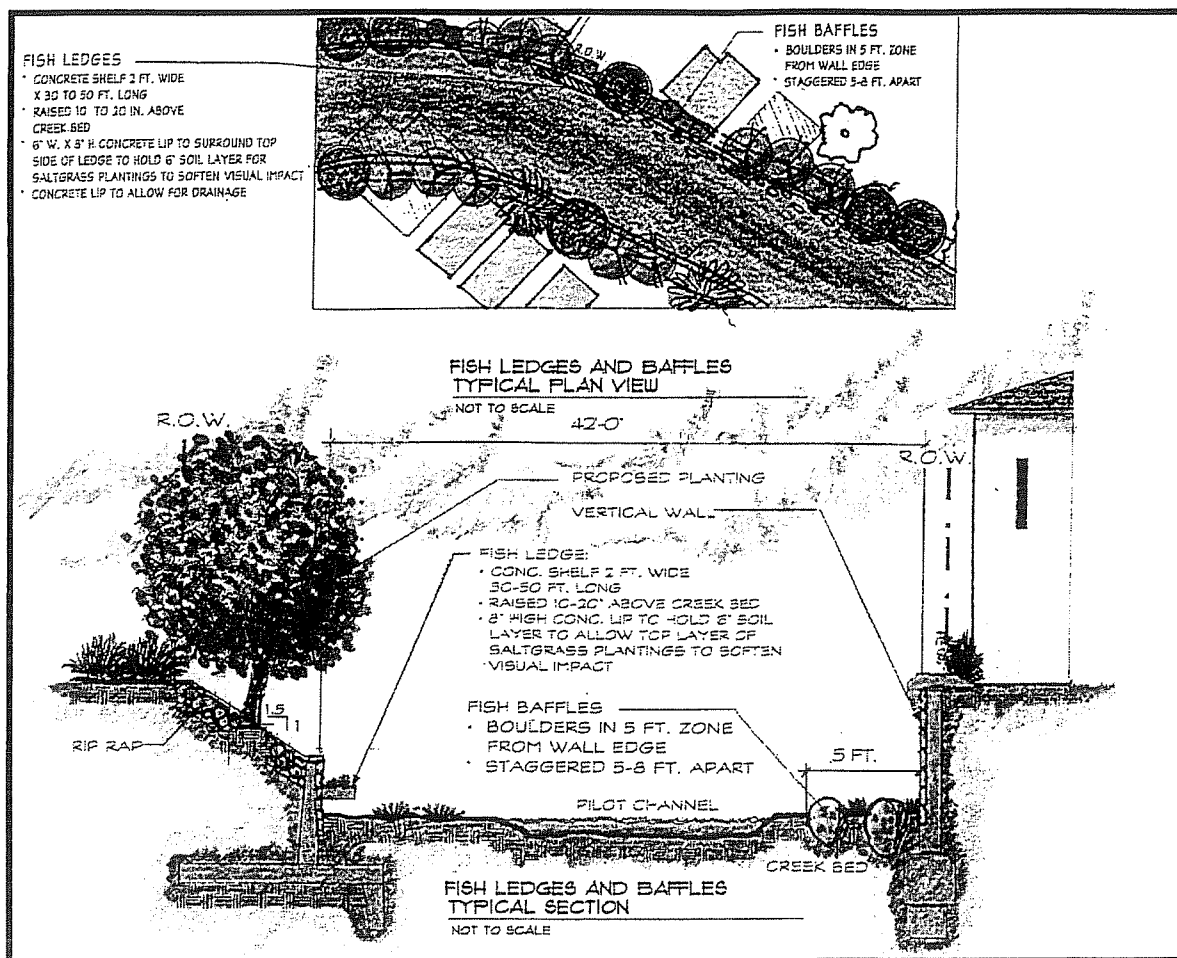 FISH LEDGES
• CONCRETE SHELF 2 FT. WIDE
X 30 TO 50 FT. LONG
• RAISED 10 TO 20 IN. ABOVE
CREEK BED
• 6" W. X 8" H. CONCRETE LIP TO SURROUND TOP
SIDE OF LEDGE TO HOLD 6" SOIL LAYER FOR
SALTGRASS PLANTINGS TO SOFTEN VISUAL IMPACT
• CONCRETE LIP TO ALLOW FOR DRAINAGE
R.O.W.
FISH BAFFLES
• BOULDERS IN 5 FT. ZONE
FROM WALL EDGE
• STAGGERED 5-8 FT. APART
FISH LEDGES AND BAFFLES
TYPICAL PLAN VIEW
NOT TO SCALE
42'-0"
R.O.W.
R.O.W.
PROPOSED PLANTING
VERTICAL WALL
FISH LEDGE:
• CONC. SHELF 2 FT. WIDE
30-50 FT. LONG
• RAISED 10-20" ABOVE CREEK BED
• 8" HIGH CONC. LIP TO HOLD 6" SOIL
LAYER TO ALLOW TOP LAYER OF
SALTGRASS PLANTINGS TO SOFTEN
VISUAL IMPACT
1.5
1
RIP RAP
FISH BAFFLES
• BOULDERS IN 5 FT. ZONE
FROM WALL EDGE
• STAGGERED 5-8 FT. APART
5 FT.
PILOT CHANNEL
CREEK BED
FISH LEDGES AND BAFFLES
TYPICAL SECTION
NOT TO SCALE